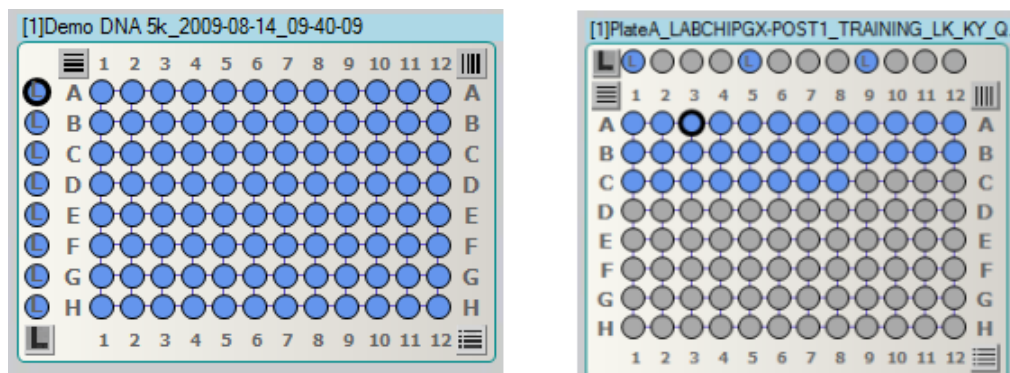 [1]Demo DNA 5k_2009-08-14_09-40-09
1 2 3 4 5 6 7 8 9 10 11 12
L A A
L B B
L C C
L D D
L E E
L F F
L G G
L H H
L 1 2 3 4 5 6 7 8 9 10 11 12
[1]PlateA_LABCHIPGX-POST1_TRAINING_LK_KY_Q
L L L L
1 2 3 4 5 6 7 8 9 10 11 12
A A
B B
C C
D D
E E
F F
G G
H H
1 2 3 4 5 6 7 8 9 10 11 12